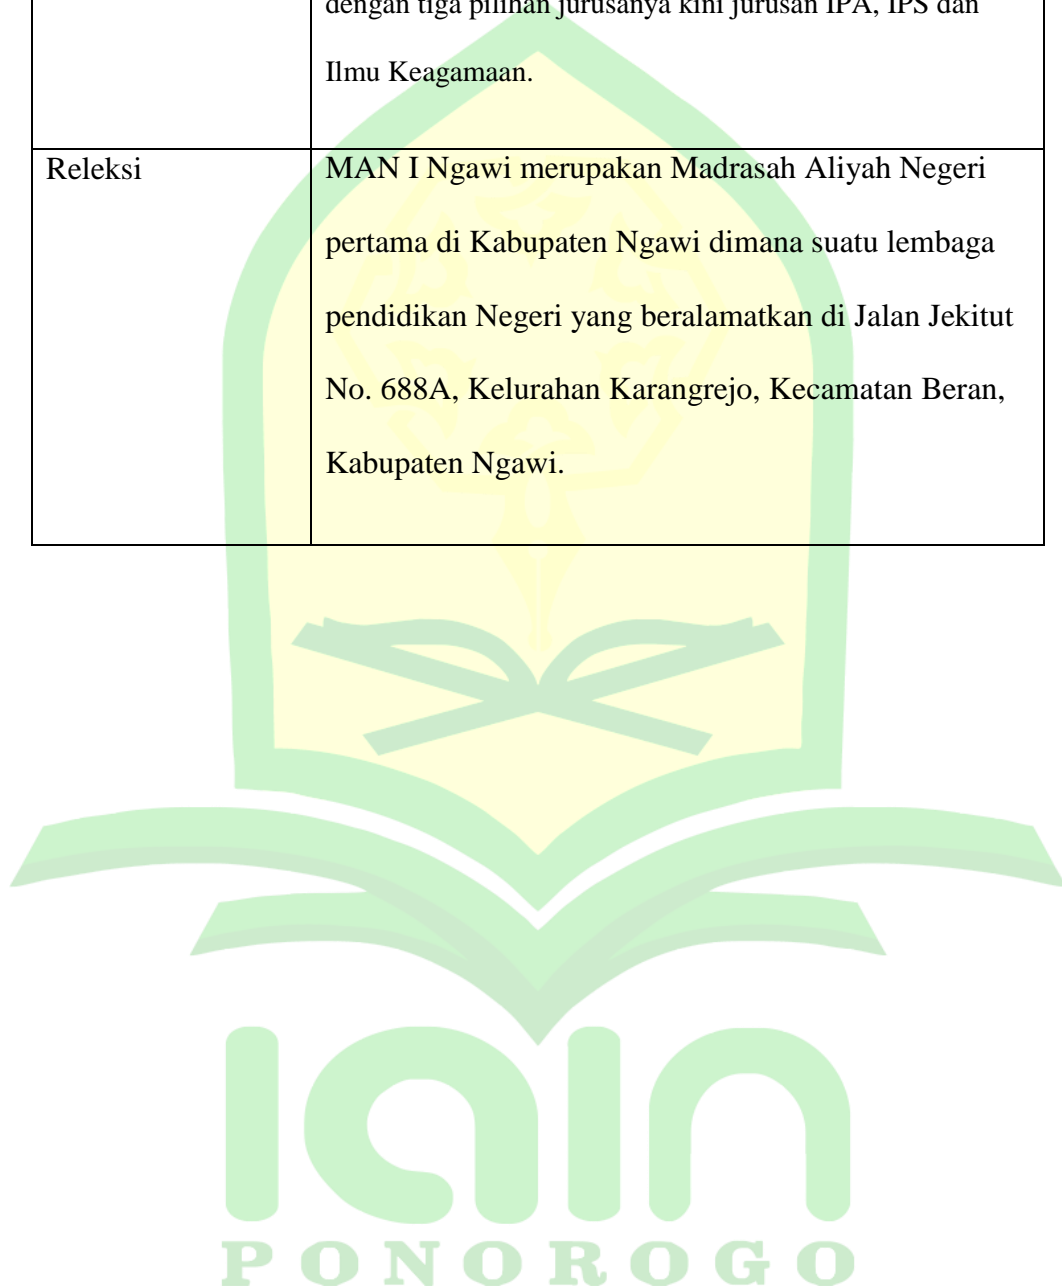 dengan tiga pilihan jurusanya kini jurusan IPA, IPS dan
Ilmu Keagamaan.
Releksi
MAN I Ngawi merupakan Madrasah Aliyah Negeri
pertama di Kabupaten Ngawi dimana suatu lembaga
pendidikan Negeri yang beralamatkan di Jalan Jekitut
No. 688A, Kelurahan Karangrejo, Kecamatan Beran,
Kabupaten Ngawi.
iain
PONOROGO